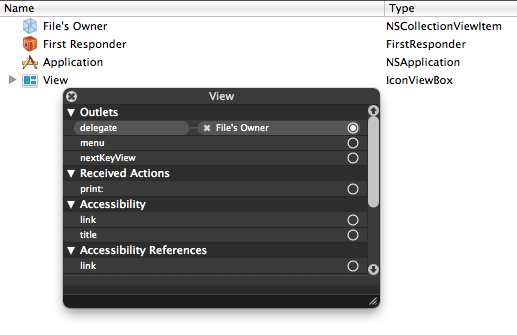 Name Type
File's Owner NSCollectionViewItem
First Responder FirstResponder
Application NSApplication
View IconViewBox
View
Outlets
delegate File's Owner
menu
nextKeyView
Received Actions
print:
Accessibility
link
title
Accessibility References
link